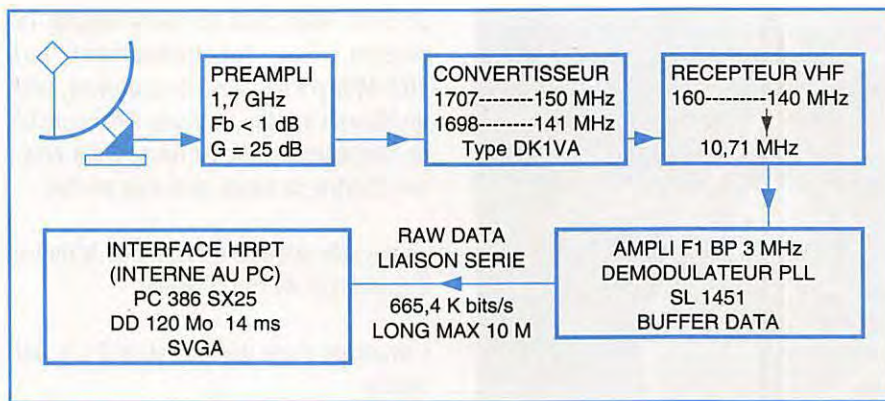 PREAMPLI
1,7 GHz
Fb < 1 dB
G = 25 dB
CONVERTISSEUR
1707--------150 MHz
1698--------141 MHz
Type DK1VA
RECEPTEUR VHF
160---------140 MHz
10,71 MHz
AMPLI F1 BP 3 MHz
DEMODULATEUR PLL
SL 1451
BUFFER DATA
RAW DATA
LIAISON SERIE
665,4 K bits/s
LONG MAX 10 M
INTERFACE HRPT
(INTERNE AU PC)
PC 386 SX25
DD 120 Mo 14 ms
SVGA